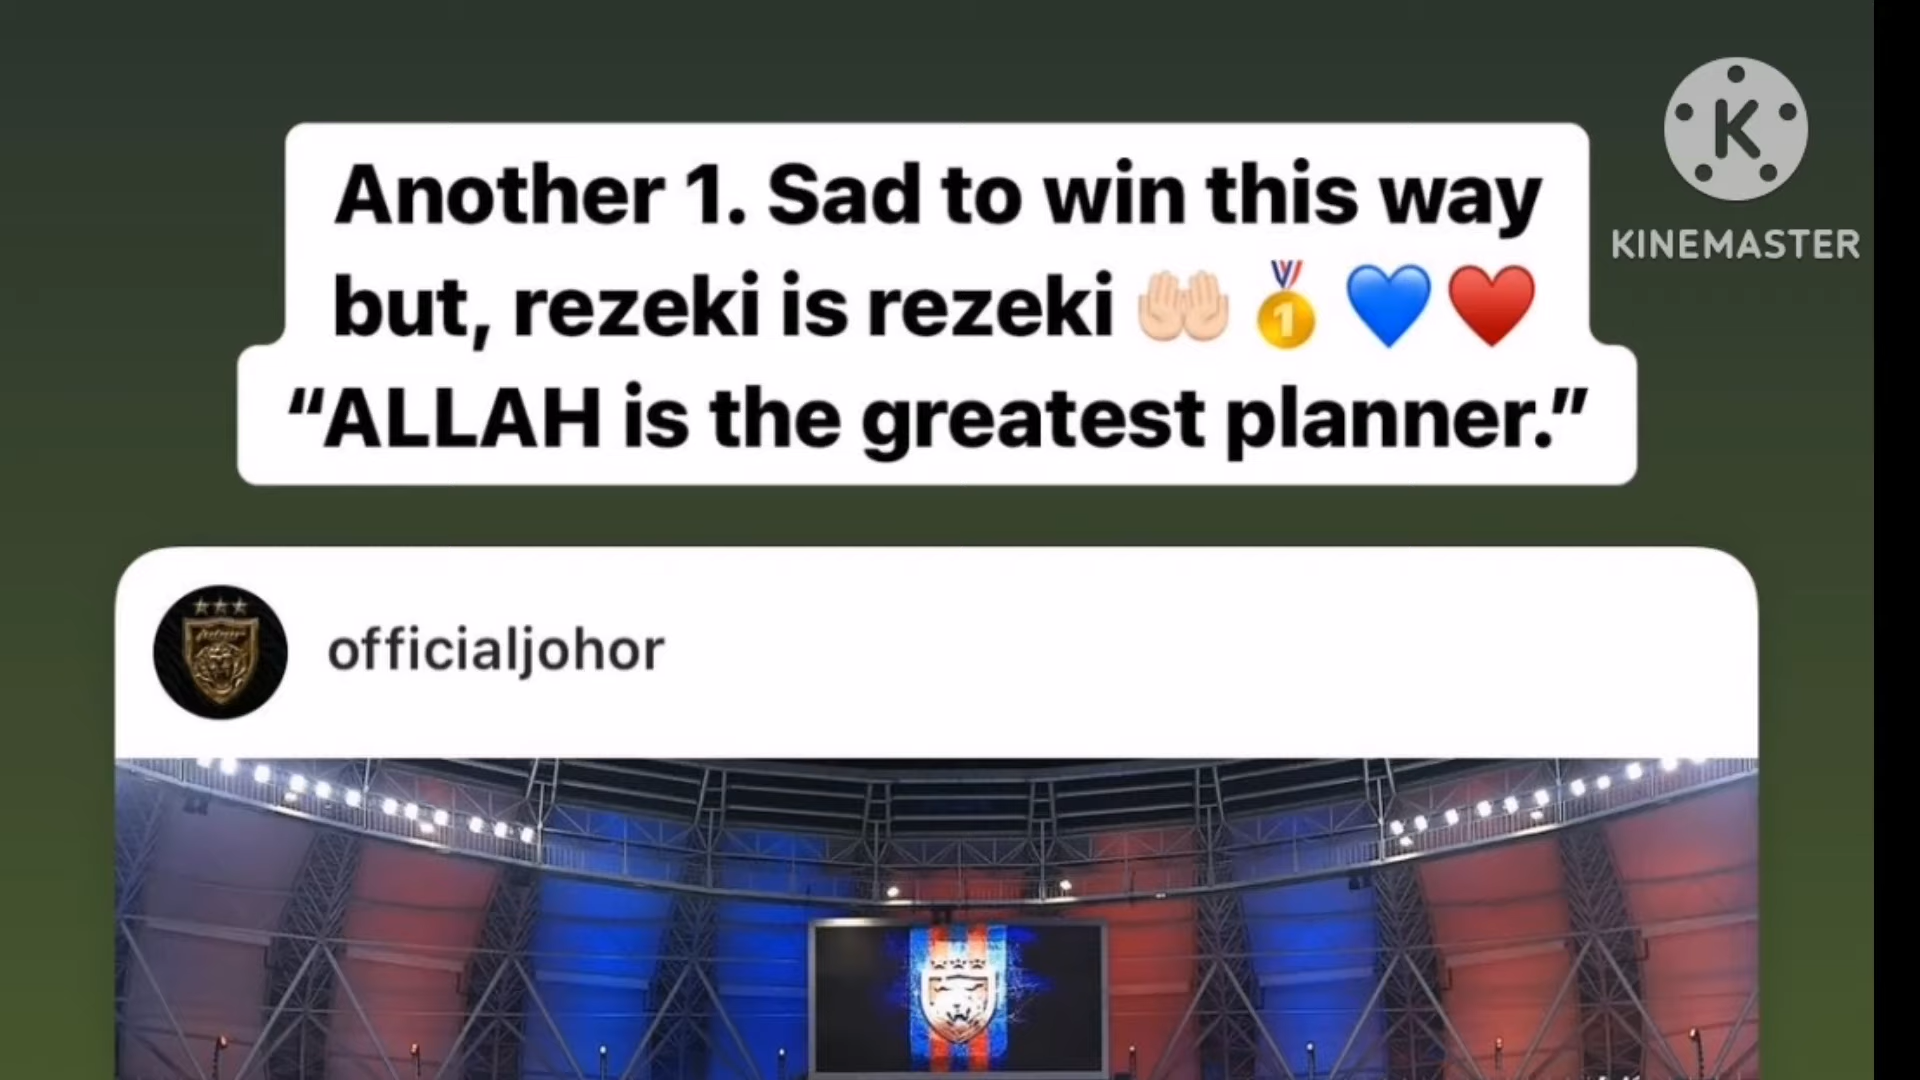 Another 1. Sad to win this way
but, rezeki is rezeki 🤲🏻 🏅 💙 ❤️
“ALLAH is the greatest planner.”
K
KINEMASTER
officialjohor